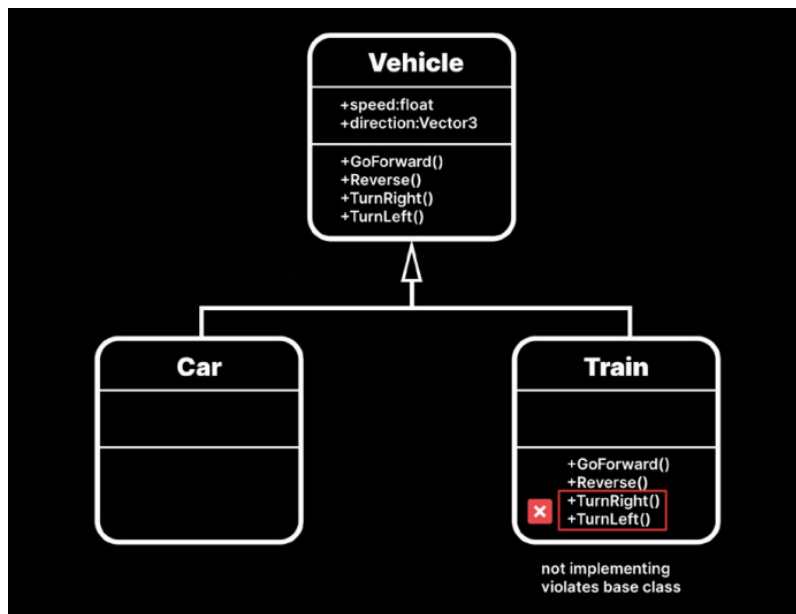 Vehicle
+speed:float
+direction:Vector3
+GoForward()
+Reverse()
+TurnRight()
+TurnLeft()
Car
Train
+GoForward()
+Reverse()
+TurnRight()
+TurnLeft()
not implementing
violates base class